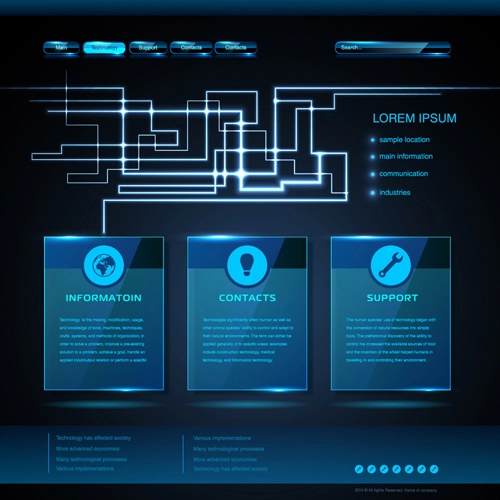 Main
Technology
Support
Contacts
Contacts
Search...
LOREM IPSUM
sample location
main information
communication
industries
INFORMATOIN
Technology is the making, modification, usage,
and knowledge of tools, machines, techniques,
crafts, systems, and methods of organization, in
order to solve a problem, improve a pre-existing
solution to a problem, achieve a goal, handle an
applied input/output relation or perform a specific
CONTACTS
Technologies significantly affect human as well as
other animal species' ability to control and adapt to
their natural environments. The term can either be
applied generally or to specific areas: examples
include construction technology, medical
technology, and information technology.
SUPPORT
The human species' use of technology began with
the conversion of natural resources into simple
tools. The prehistorical discovery of the ability to
control fire increased the available sources of food
and the invention of the wheel helped humans in
travelling in and controlling their environment.
Technology has affected society
More advanced economies
Many technological processes
More advanced economies
Various implementations
Many technological processes
More advanced economies
Various implementations